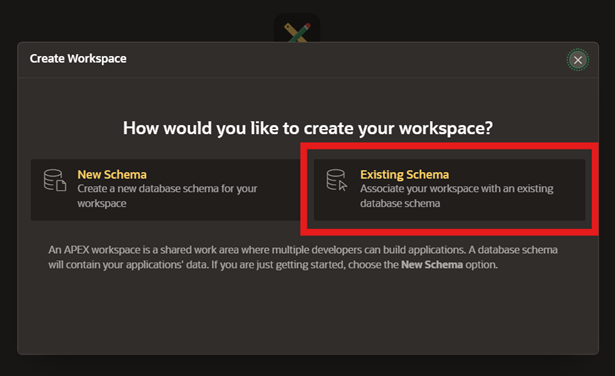 Create Workspace
How would you like to create your workspace?
New Schema
Create a new database schema for your
workspace
Existing Schema
Associate your workspace with an existing
database schema
An APEX workspace is a shared work area where multiple developers can build applications. A database schema
will contain your applications' data. If you are just getting started, choose the New Schema option.